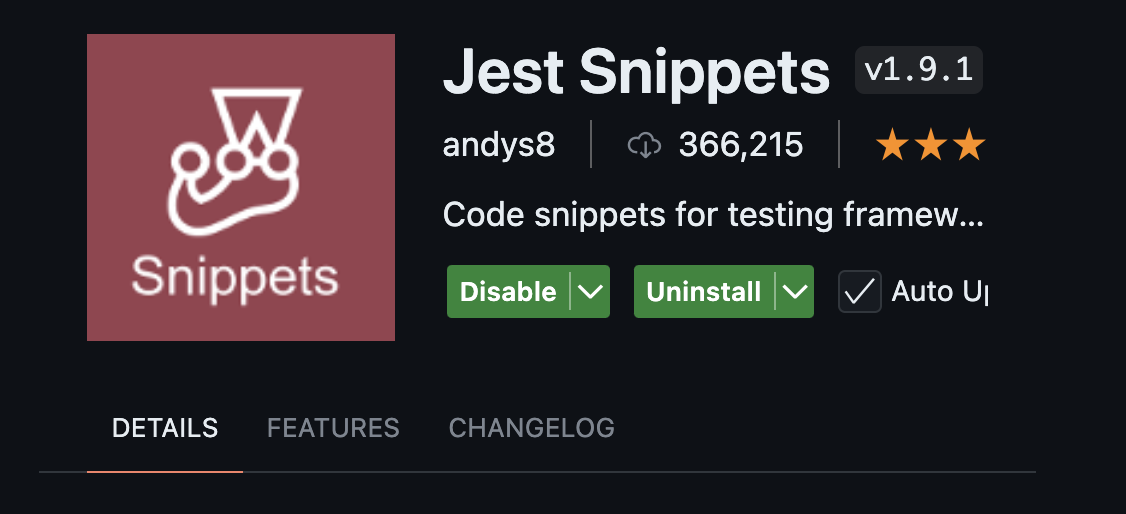 Jest Snippets v1.9.1
andys8 366,215
Code snippets for testing framew...
Snippets
Disable Uninstall Auto Up
DETAILS FEATURES CHANGELOG